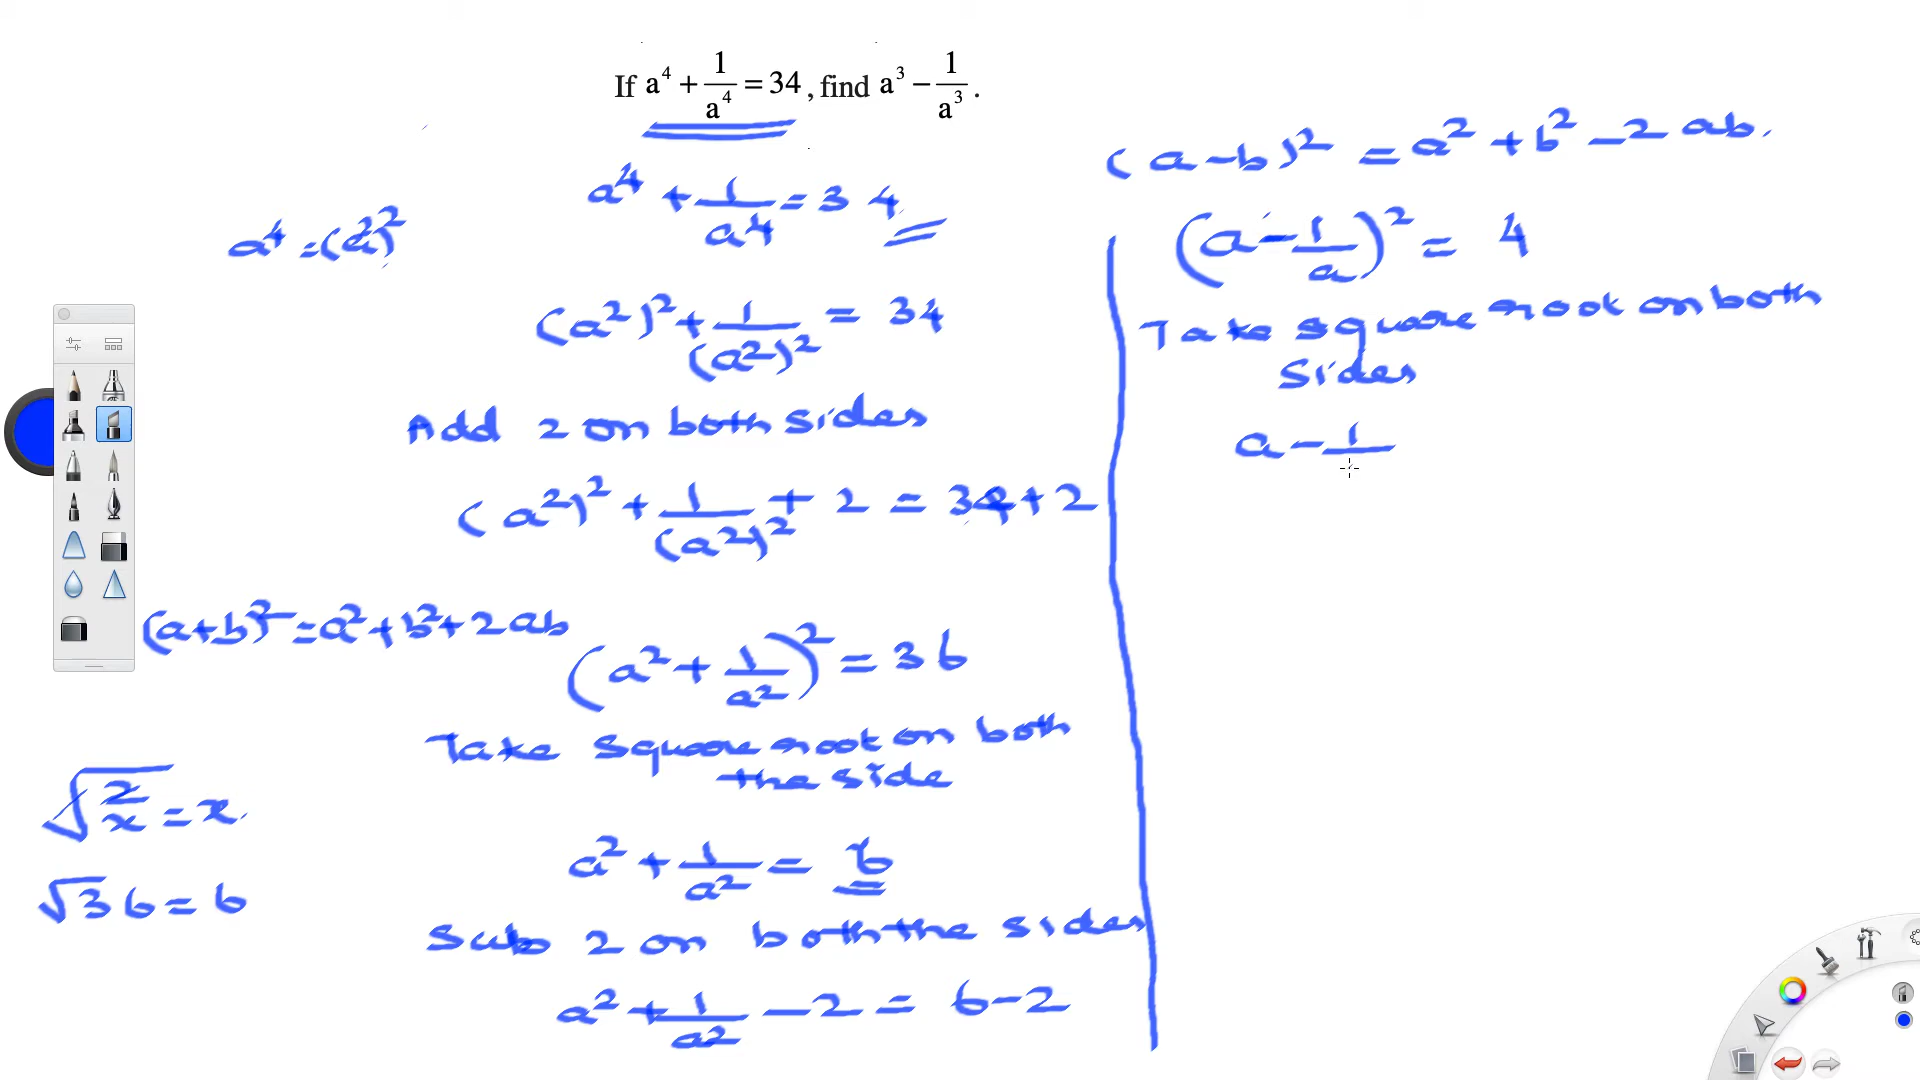 If a⁴ + 1/a⁴ = 34, find a³ − 1/a³.
a⁴ + 1/a⁴ = 34
a⁴ = (a²)²
(a²)² + 1/(a²)² = 34
Add 2 on both sides
(a²)² + 1/(a²)² + 2 = 34 + 2
(a+b)² = a² + b² + 2ab
(a² + 1/a²)² = 36
Take square root on both
the side
√x² = x
√36 = 6
a² + 1/a² = 6
Sub 2 on both the sides
a² + 1/a² − 2 = 6 − 2
(a−b)² = a² + b² − 2ab.
(a − 1/a)² = 4
Take square root on both
sides
a − 1/